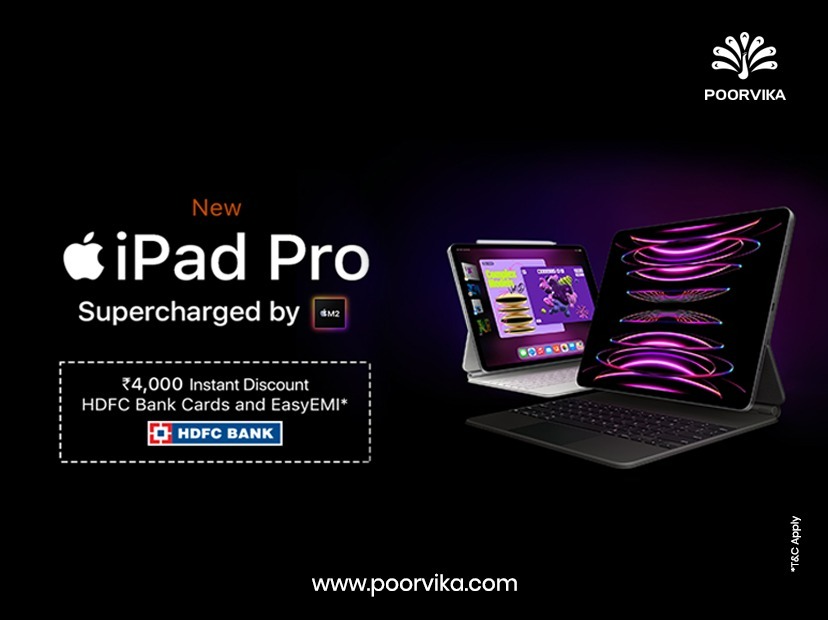 POORVIKA
New
iPad Pro
Supercharged by M2
₹4,000 Instant Discount
HDFC Bank Cards and EasyEMI*
HDFC BANK
*T&C Apply
www.poorvika.com